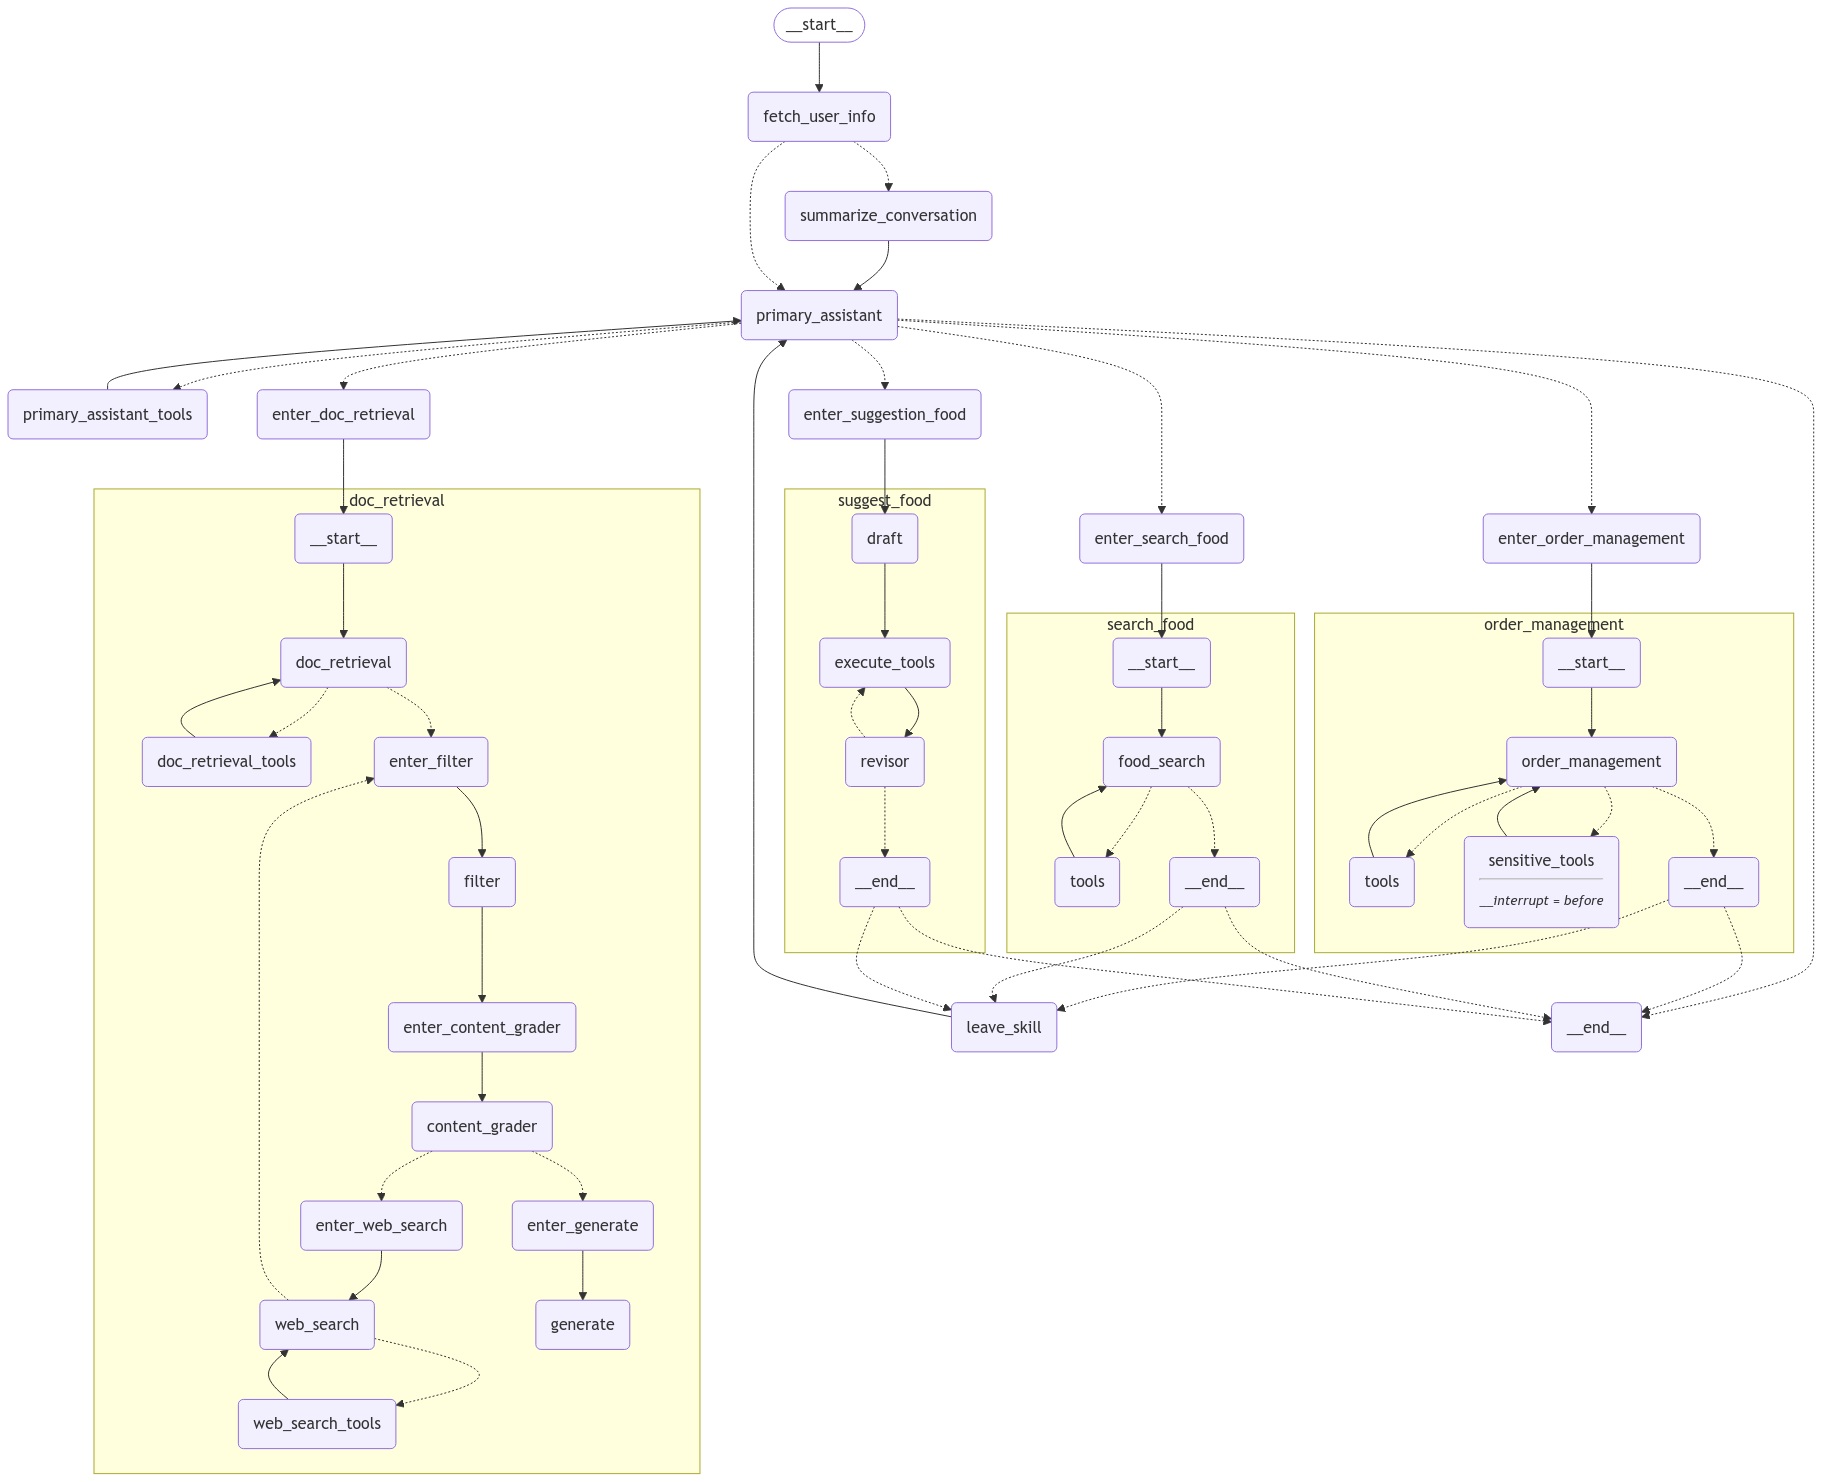 __start__
fetch_user_info
summarize_conversation
primary_assistant
primary_assistant_tools
enter_doc_retrieval
enter_suggestion_food
doc_retrieval
__start__
doc_retrieval
doc_retrieval_tools
enter_filter
filter
enter_content_grader
content_grader
enter_web_search
enter_generate
web_search
generate
web_search_tools
suggest_food
draft
execute_tools
revisor
__end__
enter_search_food
search_food
__start__
food_search
tools
__end__
enter_order_management
order_management
__start__
order_management
tools
sensitive_tools
__interrupt = before
__end__
leave_skill
__end__